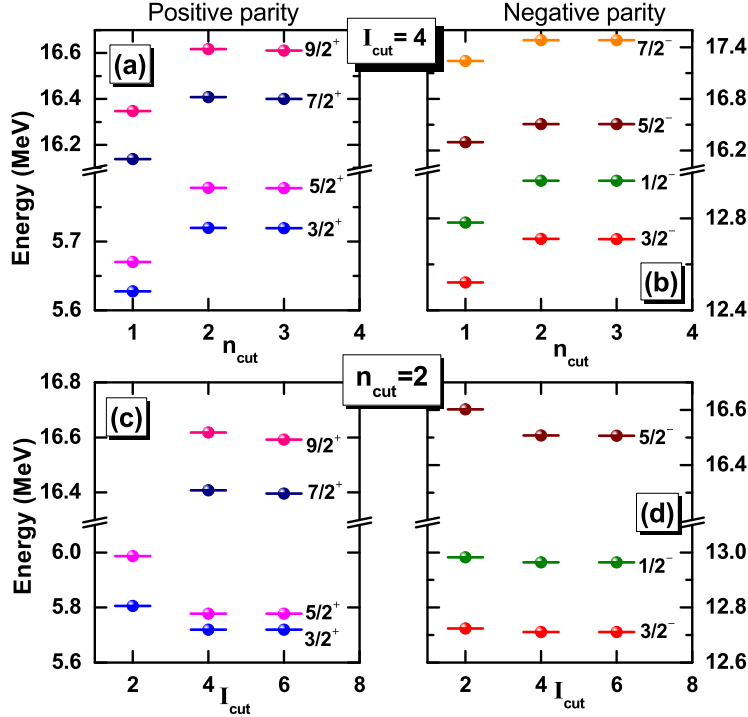 Positive parity
Negative parity
I_cut = 4
(a)
16.6
16.4
16.2
5.7
5.6
Energy (MeV)
9/2⁺
7/2⁺
5/2⁺
3/2⁺
1 2 3 4
n_cut
(b)
7/2⁻
5/2⁻
1/2⁻
3/2⁻
17.4
16.8
16.2
12.8
12.4
1 2 3 4
n_cut
n_cut=2
(c)
16.8
16.6
16.4
6.0
5.8
5.6
Energy (MeV)
9/2⁺
7/2⁺
5/2⁺
3/2⁺
2 4 6 8
I_cut
(d)
5/2⁻
1/2⁻
3/2⁻
16.6
16.4
13.0
12.8
12.6
2 4 6 8
I_cut